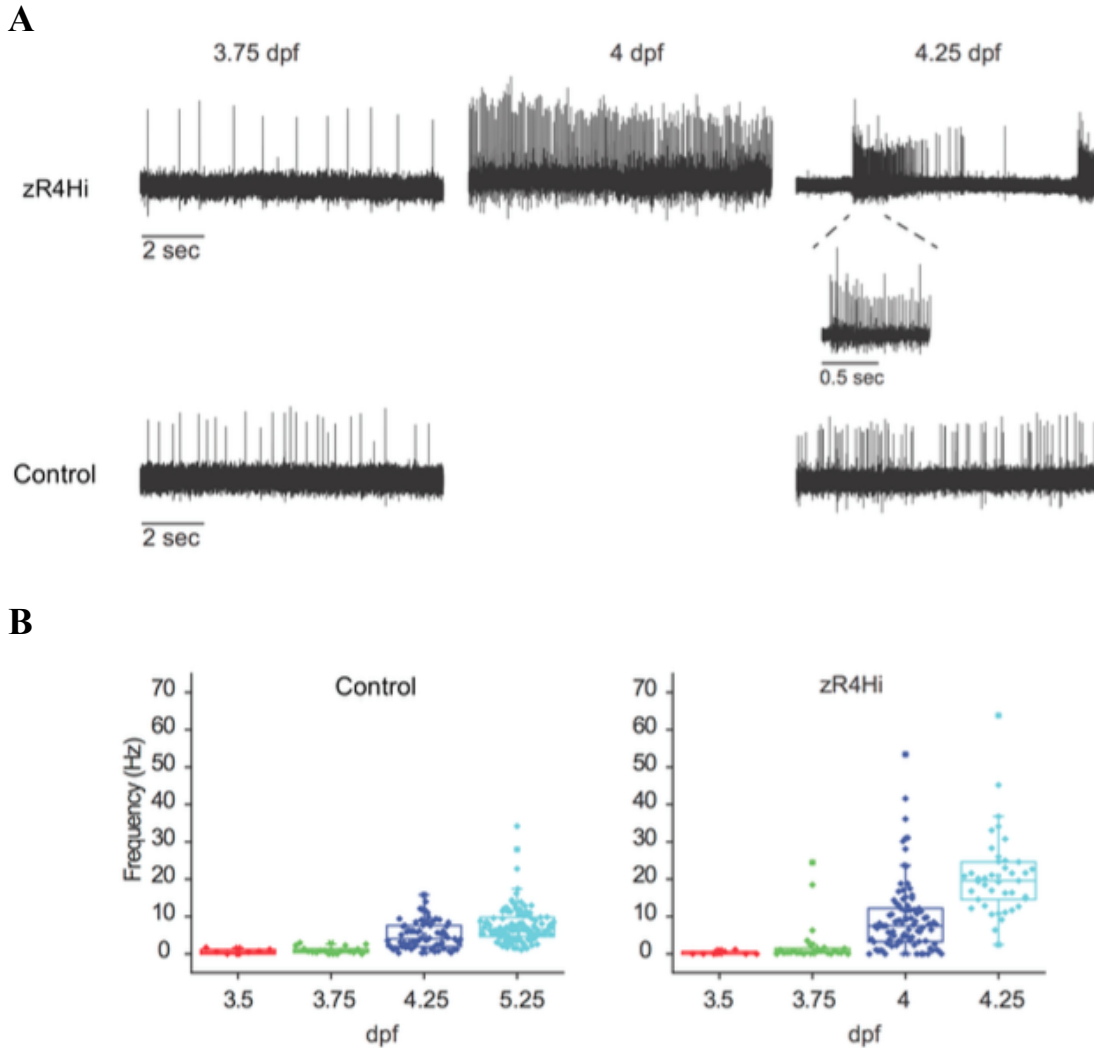 A
3.75 dpf 4 dpf 4.25 dpf
zR4Hi
2 sec
0.5 sec
Control
2 sec
B
Control
70
60
50
40
30
20
10
0
Frequency (Hz)
3.5 3.75 4.25 5.25
dpf
zR4Hi
70
60
50
40
30
20
10
0
3.5 3.75 4 4.25
dpf